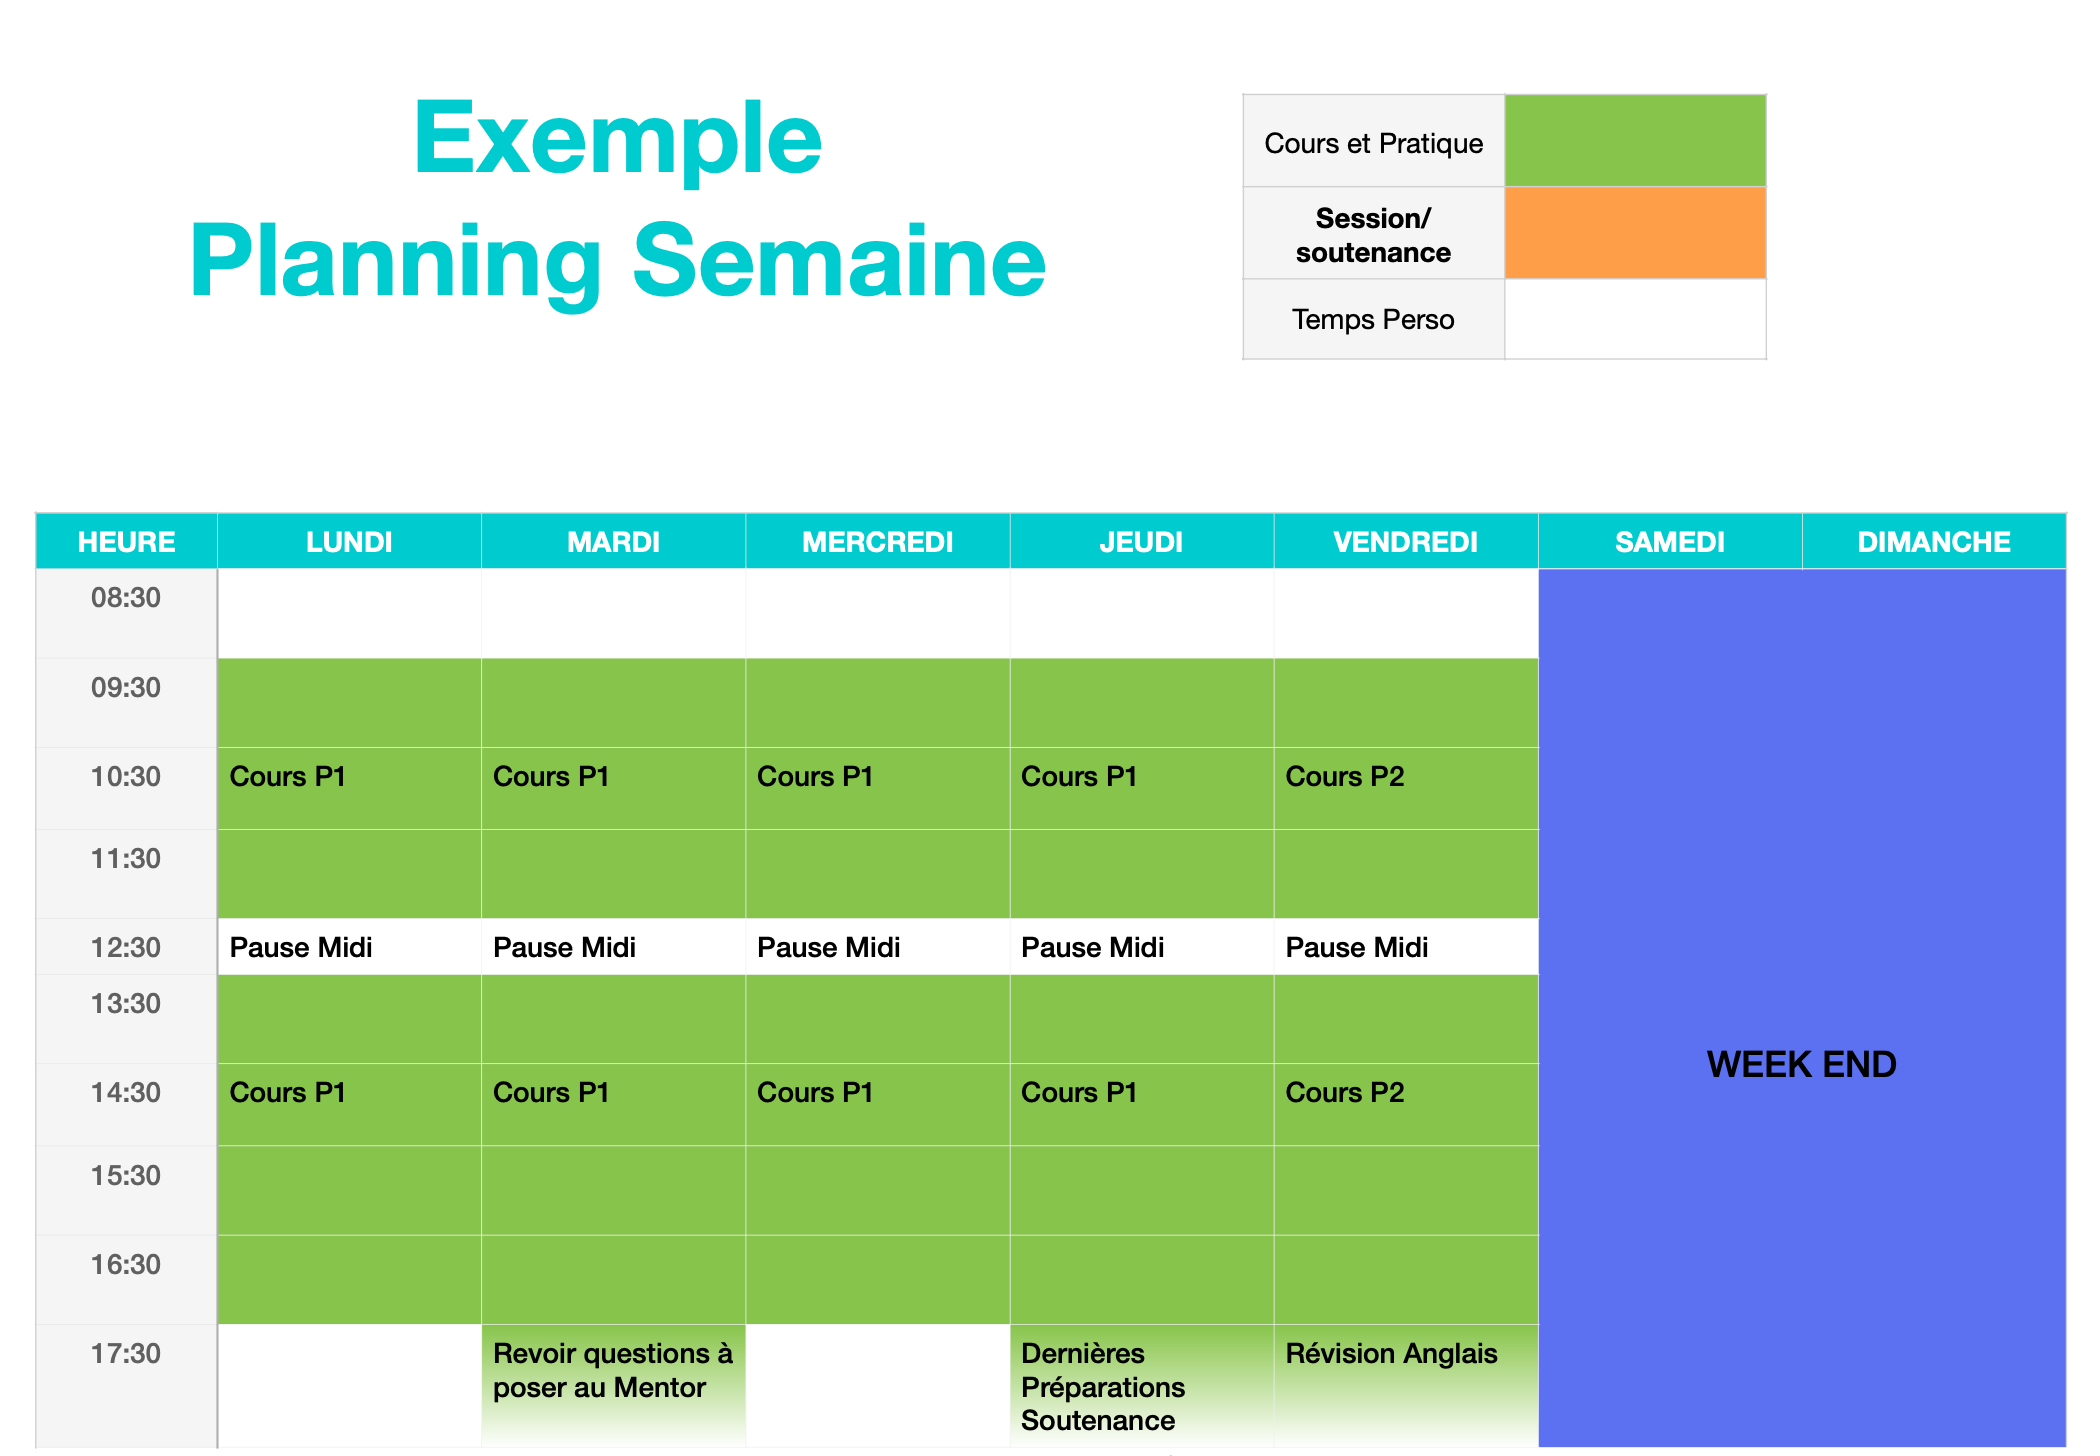 Exemple
Planning Semaine
Cours et Pratique
Session/
soutenance
Temps Perso
HEURE LUNDI MARDI MERCREDI JEUDI VENDREDI SAMEDI DIMANCHE
08:30
09:30
10:30 Cours P1 Cours P1 Cours P1 Cours P1 Cours P2
11:30
12:30 Pause Midi Pause Midi Pause Midi Pause Midi Pause Midi
13:30
WEEK END
14:30 Cours P1 Cours P1 Cours P1 Cours P1 Cours P2
15:30
16:30
17:30 Revoir questions à Dernières Révision Anglais
poser au Mentor Préparations
Soutenance